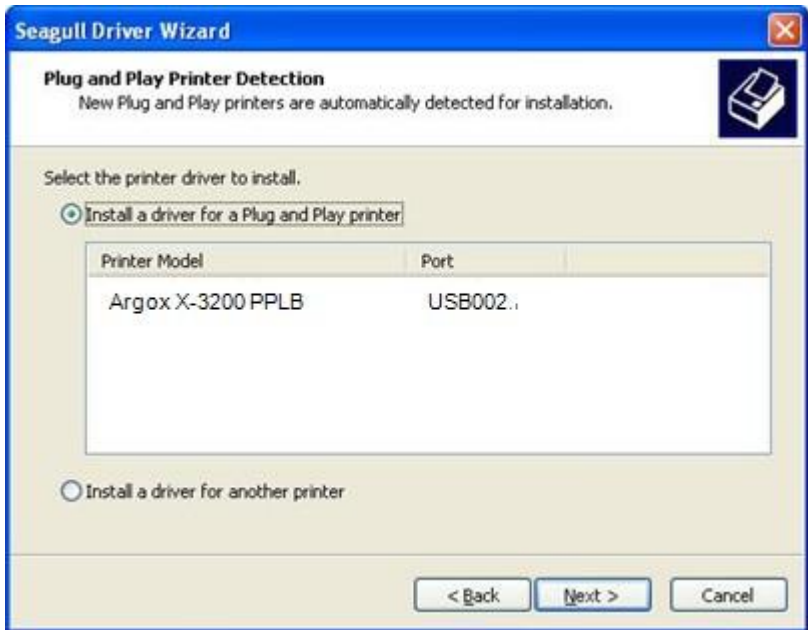 Seagull Driver Wizard
Plug and Play Printer Detection
New Plug and Play printers are automatically detected for installation.
Select the printer driver to install.
Install a driver for a Plug and Play printer
Printer Model Port
Argox X-3200 PPLB USB002.
Install a driver for another printer
< Back Next > Cancel